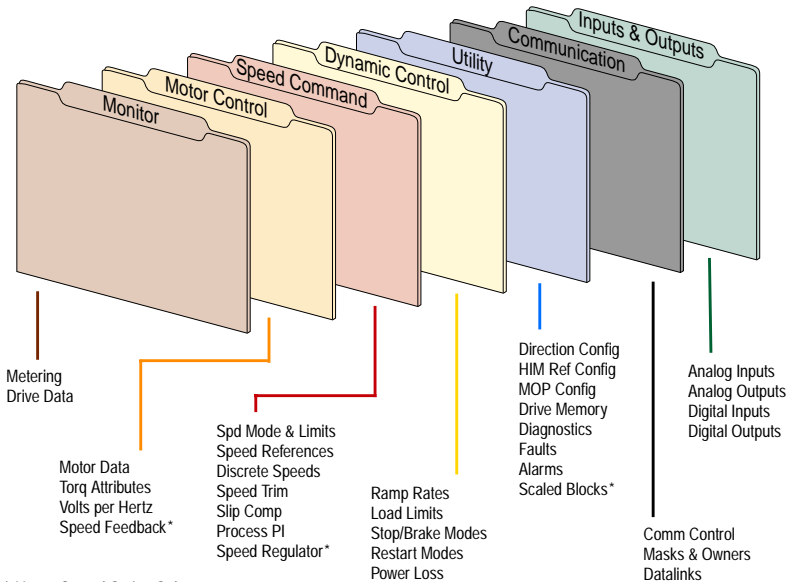 Monitor
Motor Control
Speed Command
Dynamic Control
Utility
Communication
Inputs & Outputs
Metering
Drive Data
Motor Data
Torq Attributes
Volts per Hertz
Speed Feedback*
Spd Mode & Limits
Speed References
Discrete Speeds
Speed Trim
Slip Comp
Process PI
Speed Regulator*
Ramp Rates
Load Limits
Stop/Brake Modes
Restart Modes
Power Loss
Direction Config
HIM Ref Config
MOP Config
Drive Memory
Diagnostics
Faults
Alarms
Scaled Blocks*
Comm Control
Masks & Owners
Datalinks
Analog Inputs
Analog Outputs
Digital Inputs
Digital Outputs